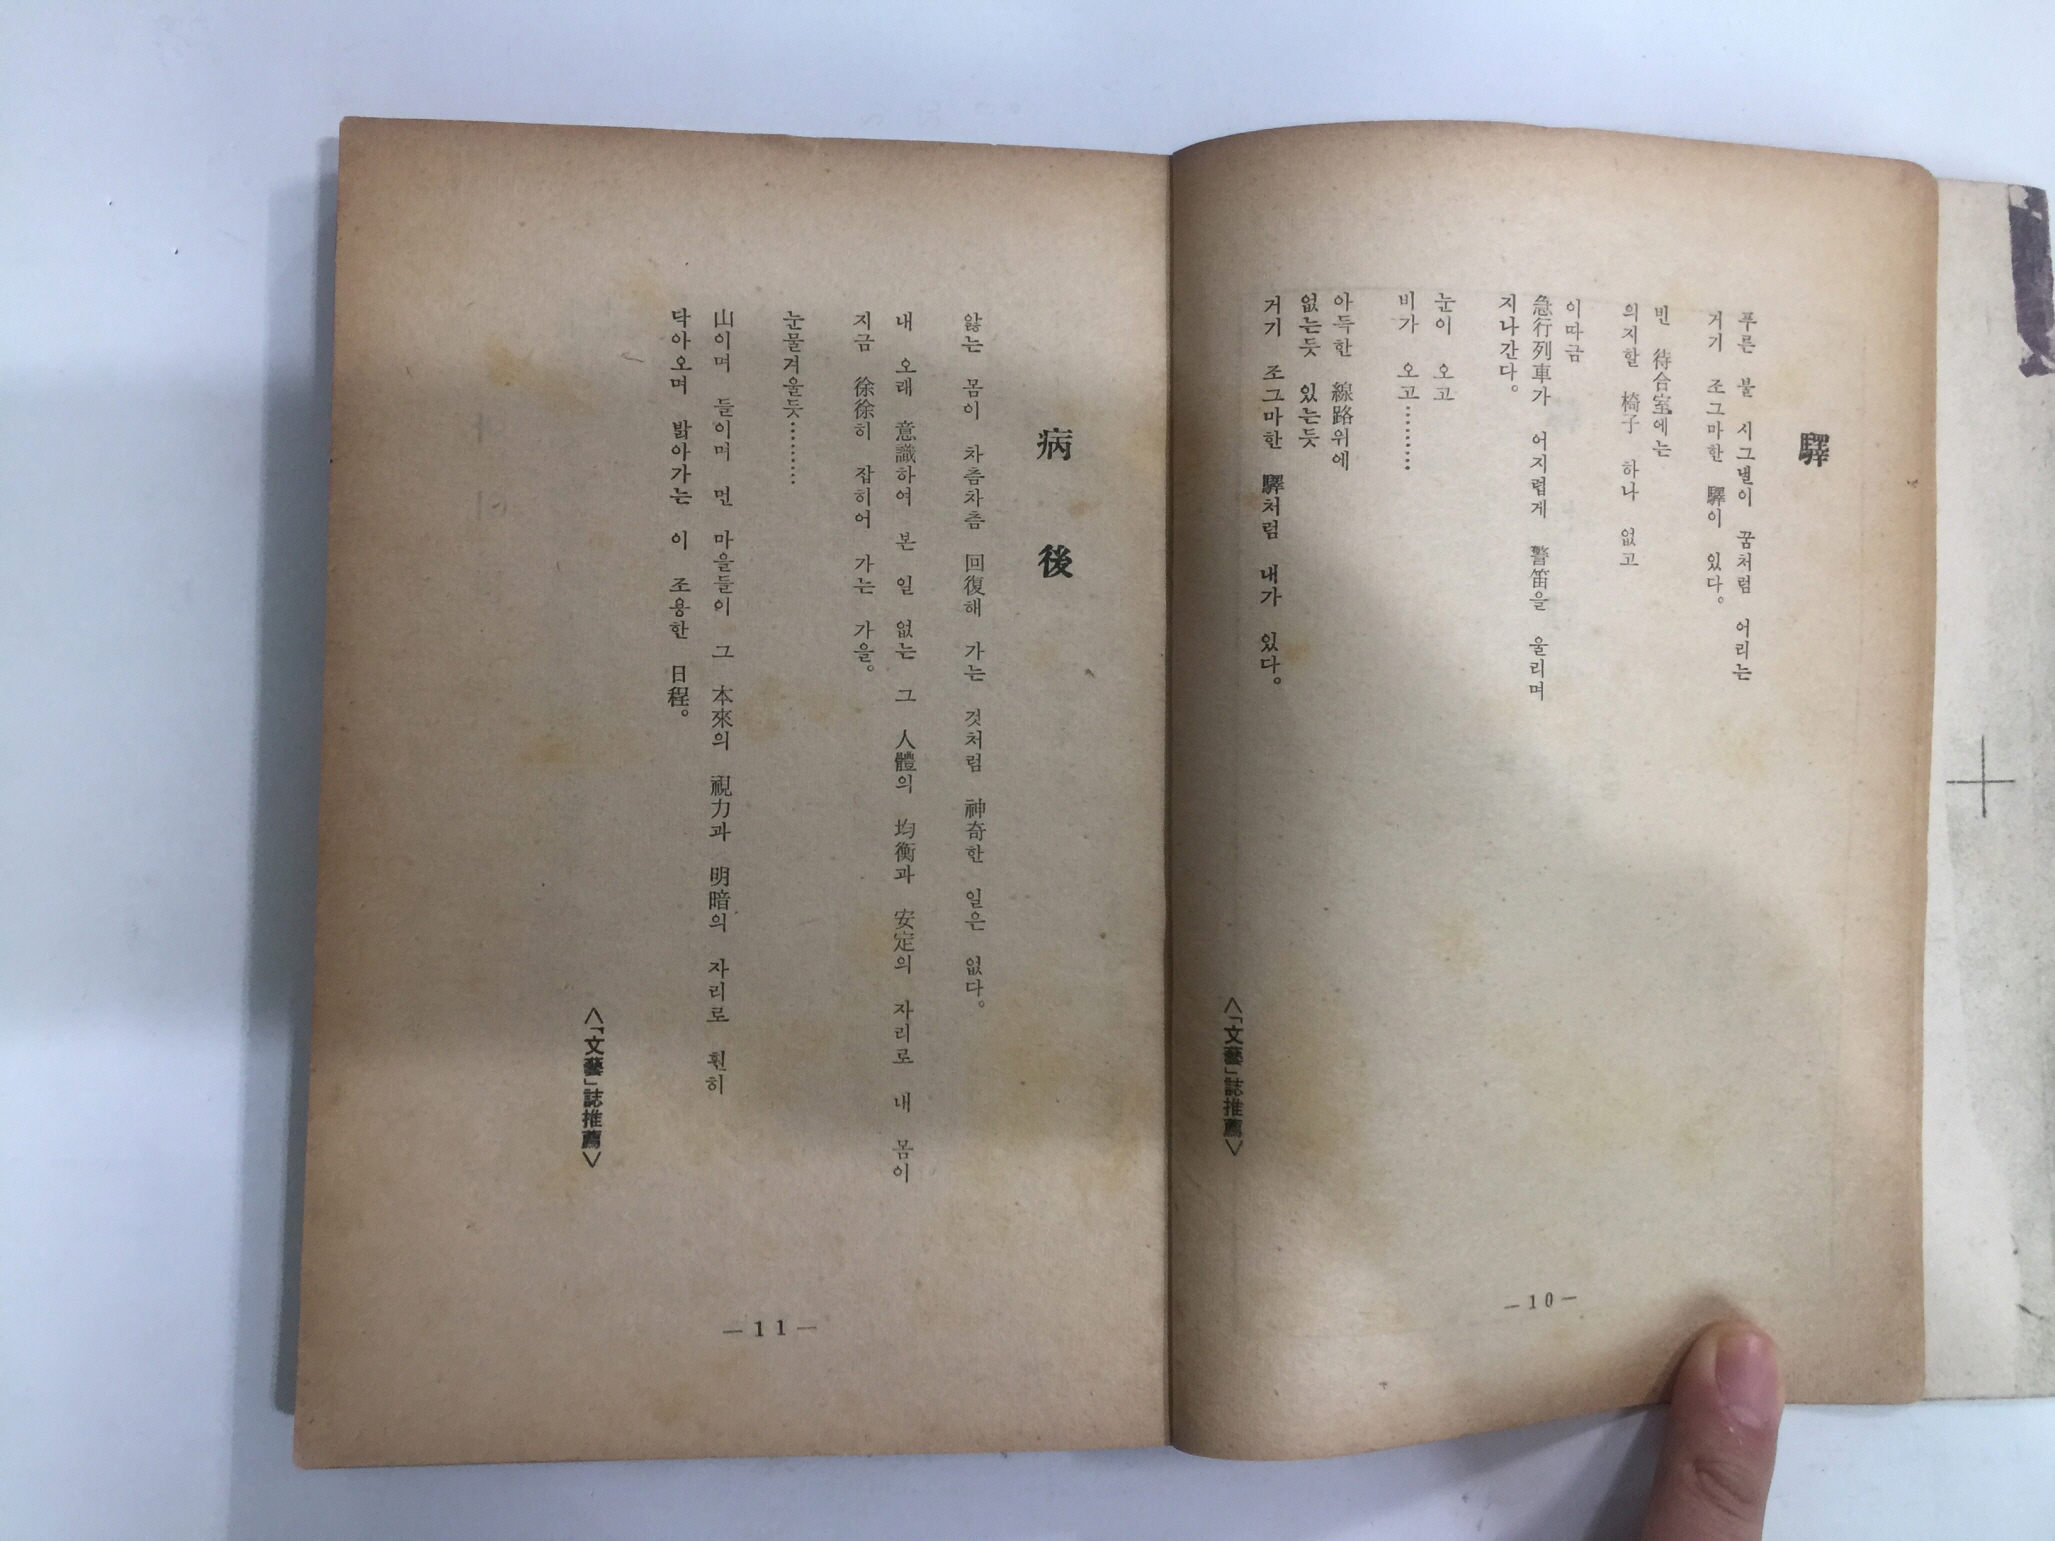 驛
푸른 불 시그낼이 꿈처럼 어리는
거기 조그마한 驛이 있다。
빈 待合室에는
의지할 椅子 하나 없고
이따금
急行列車가 어지럽게 警笛을 울리며
지나간다。
눈이 오고
비가 오고………
아득한 線路위에
없는듯 있는듯
거기 조그마한 驛처럼 내가 있다。
<「文藝」誌推薦>
—10—
病後
앓는 몸이 차츰차츰 回復해 가는 것처럼 神奇한 일은 없다。
내 오래 意識하여 본 일 없는 그 人體의 均衡과 安定의 자리로 내 몸이
지금 徐徐히 잡히어 가는 가을。
눈물겨울듯………
山이며 들이며 먼 마을들이 그 本來의 視力과 明暗의 자리로 훤히
닥아오며 밝아가는 이 조용한 日程。
<「文藝」誌推薦>
—11—